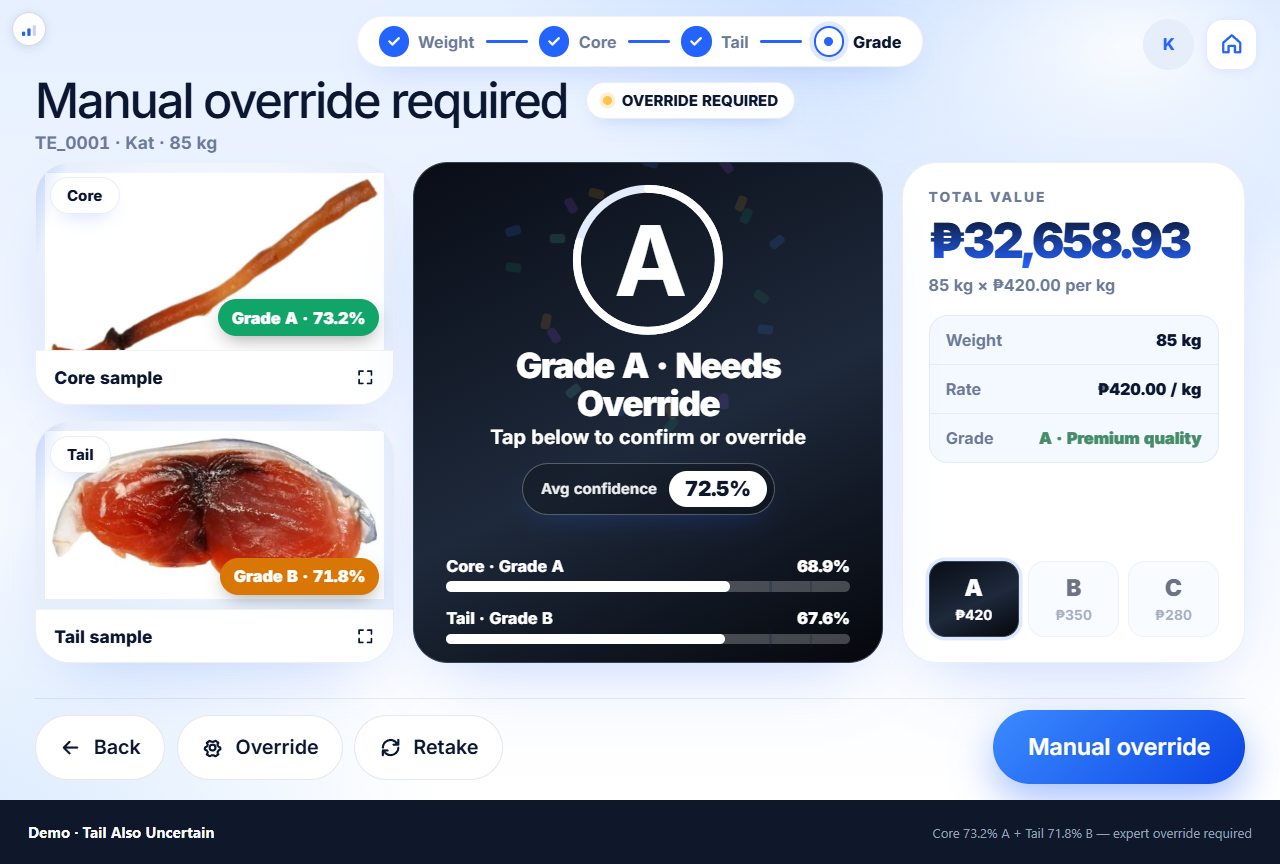 Weight
Core
Tail
Grade
K
Manual override required
OVERRIDE REQUIRED
TE_0001 · Kat · 85 kg
Core
Grade A · 73.2%
Core sample
Tail
Grade B · 71.8%
Tail sample
A
Grade A · Needs
Override
Tap below to confirm or override
Avg confidence 72.5%
Core · Grade A 68.9%
Tail · Grade B 67.6%
TOTAL VALUE
₱32,658.93
85 kg × ₱420.00 per kg
Weight 85 kg
Rate ₱420.00 / kg
Grade A · Premium quality
A
₱420
B
₱350
C
₱280
Back
Override
Retake
Manual override
Demo · Tail Also Uncertain
Core 73.2% A + Tail 71.8% B — expert override required